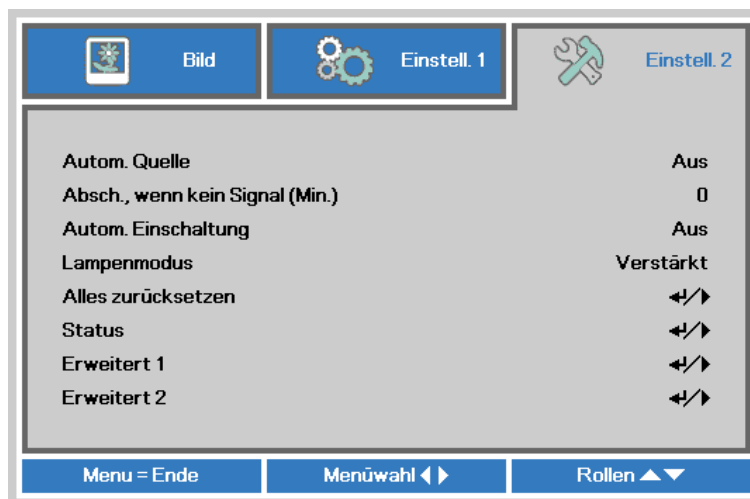 Bild
Einstell. 1
Einstell. 2
Autom. Quelle Aus
Absch., wenn kein Signal (Min.) 0
Autom. Einschaltung Aus
Lampenmodus Verstärkt
Alles zurücksetzen ↵/▶
Status ↵/▶
Erweitert 1 ↵/▶
Erweitert 2 ↵/▶
Menu = Ende
Menüwahl ◀▶
Rollen ▲▼